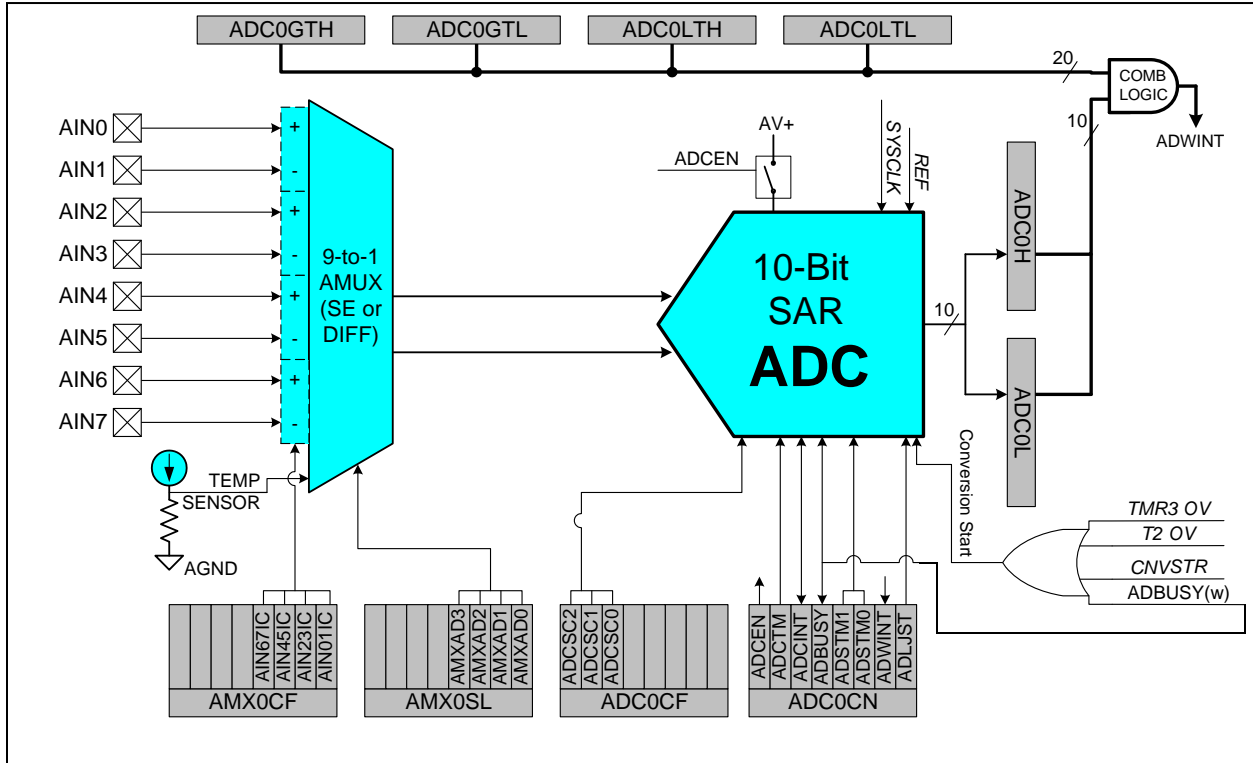 ADC0GTH
ADC0GTL
ADC0LTH
ADC0LTL
20
COMB
LOGIC
10
ADWINT
AIN0
AIN1
AIN2
AIN3
AIN4
AIN5
AIN6
AIN7
+
-
+
-
+
-
+
-
9-to-1
AMUX
(SE or
DIFF)
TEMP
SENSOR
AGND
AV+
ADCEN
SYSCLK
REF
10-Bit
SAR
ADC
10
ADC0H
ADC0L
Conversion Start
TMR3 OV
T2 OV
CNVSTR
ADBUSY(w)
AIN67IC
AIN45IC
AIN23IC
AIN01IC
AMX0CF
AMXAD3
AMXAD2
AMXAD1
AMXAD0
AMX0SL
ADCSC2
ADCSC1
ADCSC0
ADC0CF
ADCEN
ADCTM
ADCINT
ADBUSY
ADSTM1
ADSTM0
ADWINT
ADLJST
ADC0CN